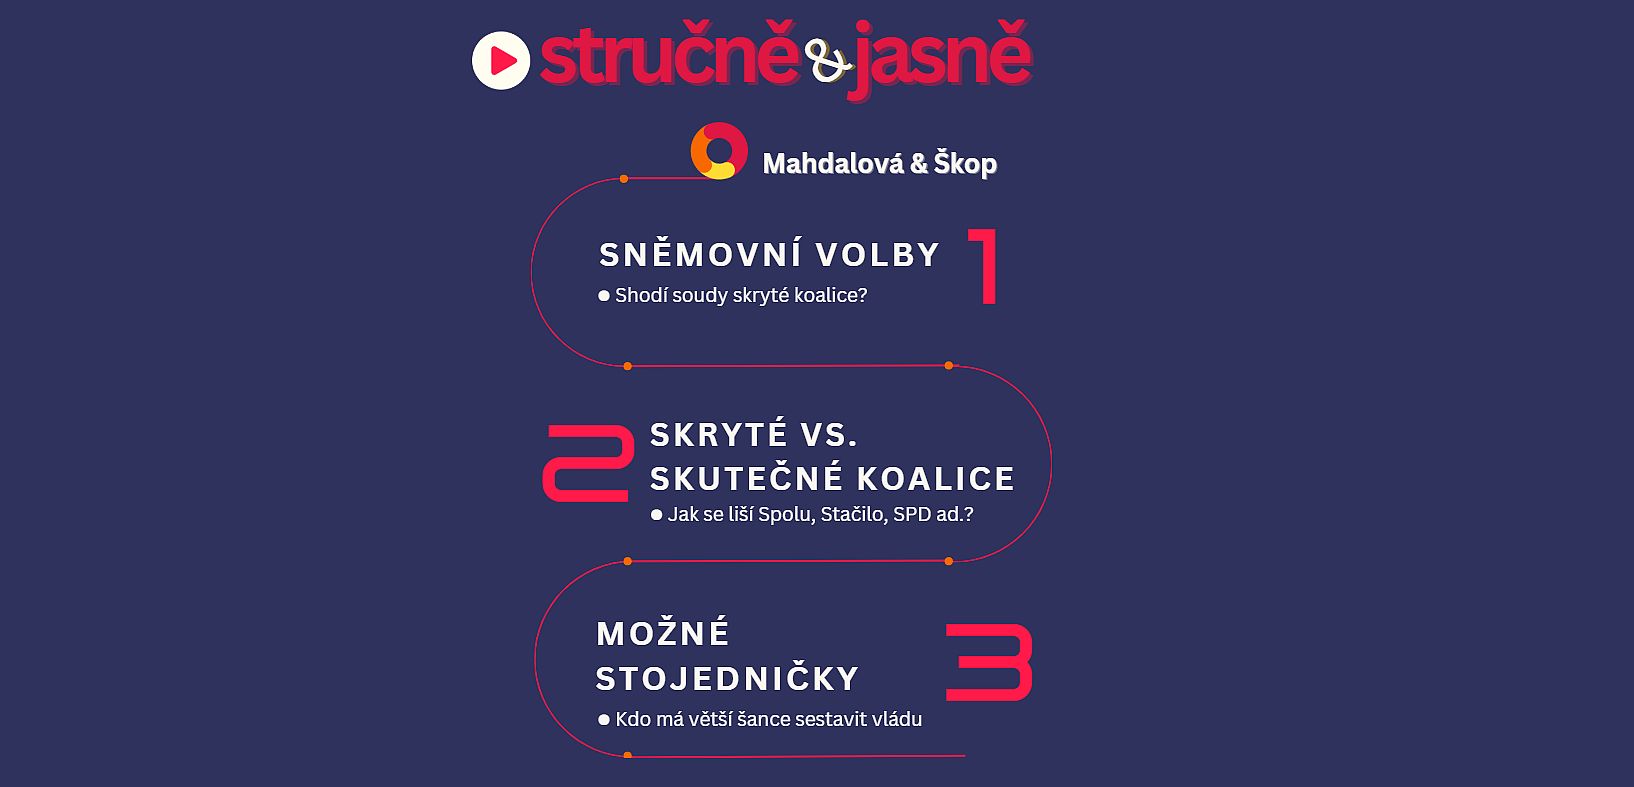 stručně & jasně
Mahdalová & Škop
SNĚMOVNÍ VOLBY
1
● Shodí soudy skryté koalice?
2
SKRYTÉ VS.
SKUTEČNÉ KOALICE
● Jak se liší Spolu, Stačilo, SPD ad.?
MOŽNÉ
STOJEDNIČKY
3
● Kdo má větší šance sestavit vládu